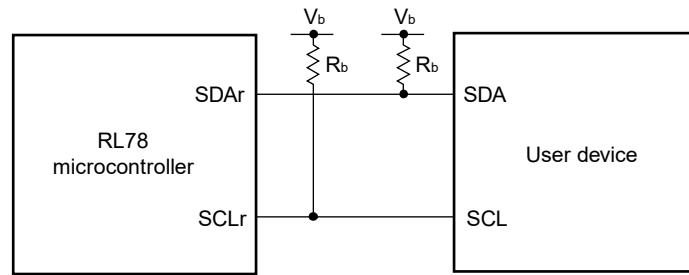 Vb Vb
Rb Rb
SDAr SDA
RL78
microcontroller
User device
SCLr SCL